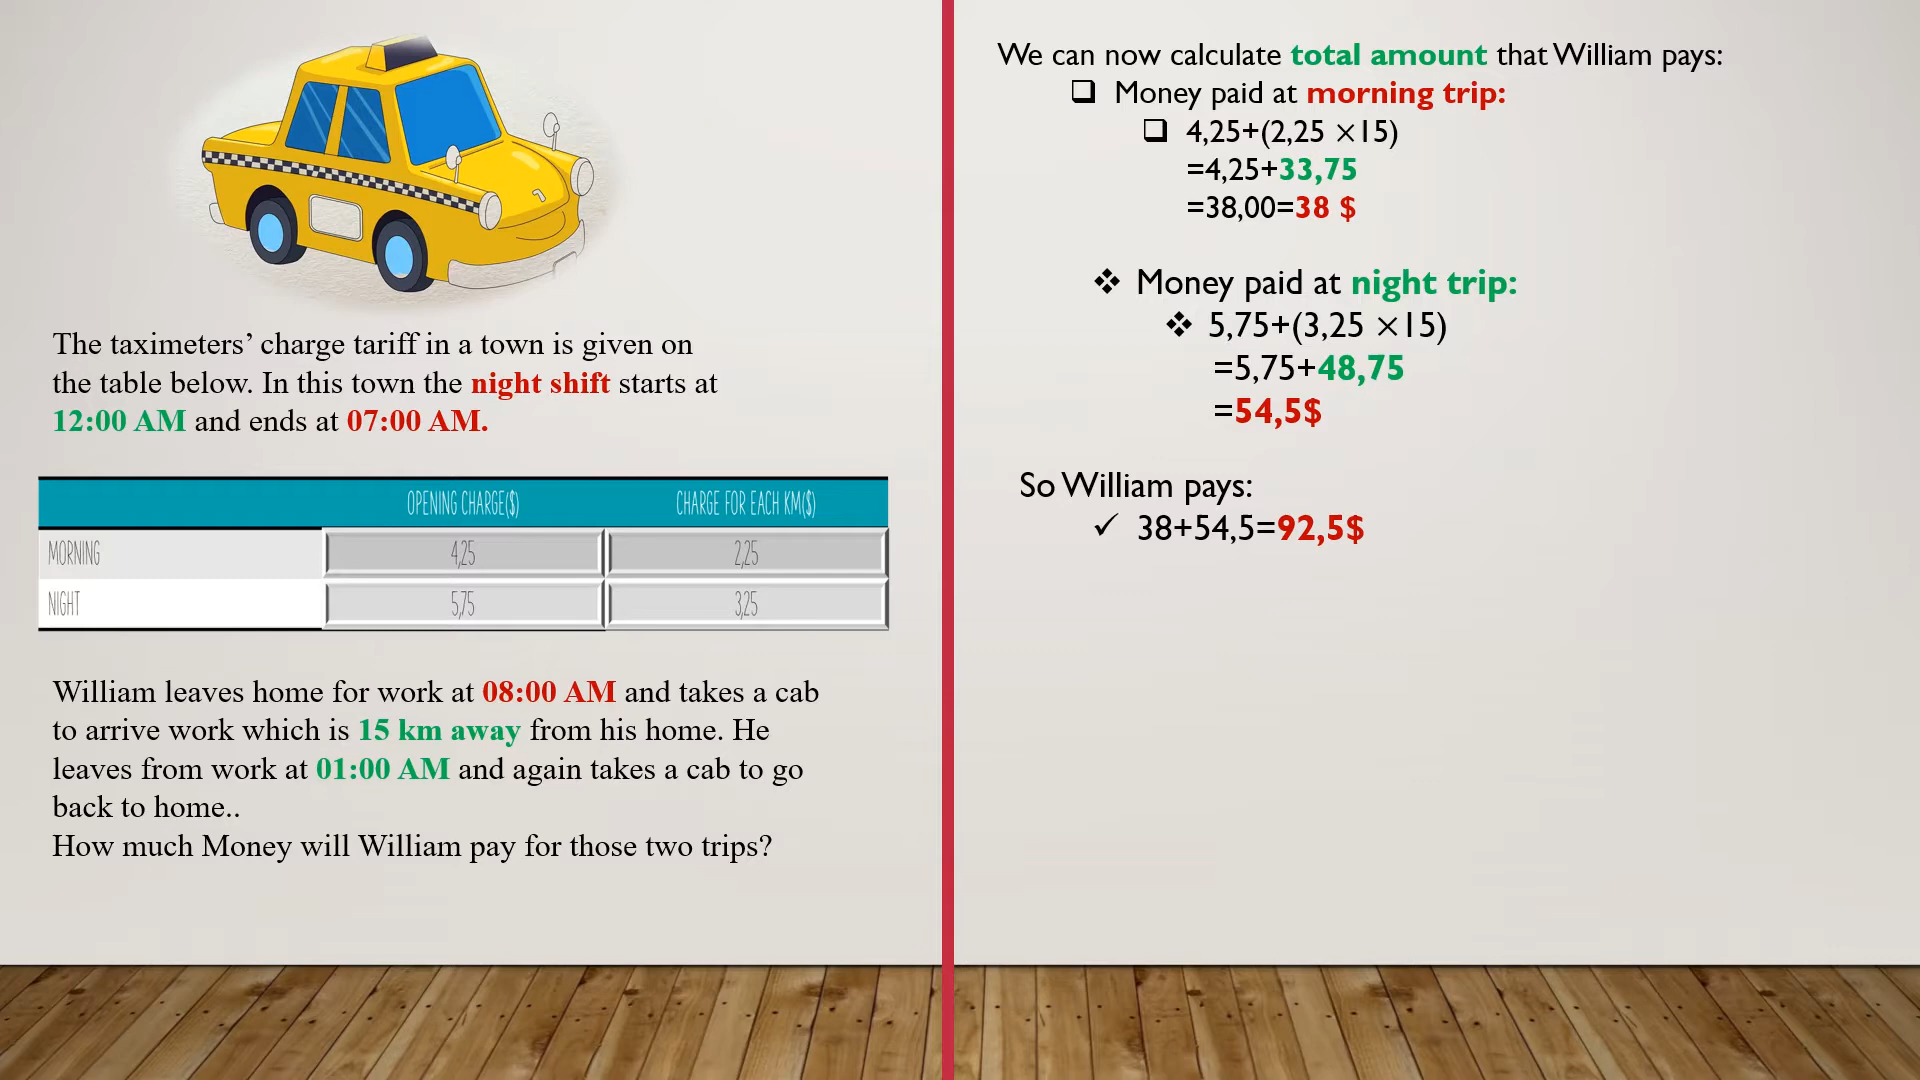 The taximeters’ charge tariff in a town is given on
the table below. In this town the night shift starts at
12:00 AM and ends at 07:00 AM.
OPENING CHARGE($) CHARGE FOR EACH KM($)
MORNING 4,25 2,25
NIGHT 5,75 3,25
William leaves home for work at 08:00 AM and takes a cab
to arrive work which is 15 km away from his home. He
leaves from work at 01:00 AM and again takes a cab to go
back to home..
How much Money will William pay for those two trips?
We can now calculate total amount that William pays:
❑ Money paid at morning trip:
❑ 4,25+(2,25 ×15)
=4,25+33,75
=38,00=38 $
❖ Money paid at night trip:
❖ 5,75+(3,25 ×15)
=5,75+48,75
=54,5$
So William pays:
✓ 38+54,5=92,5$